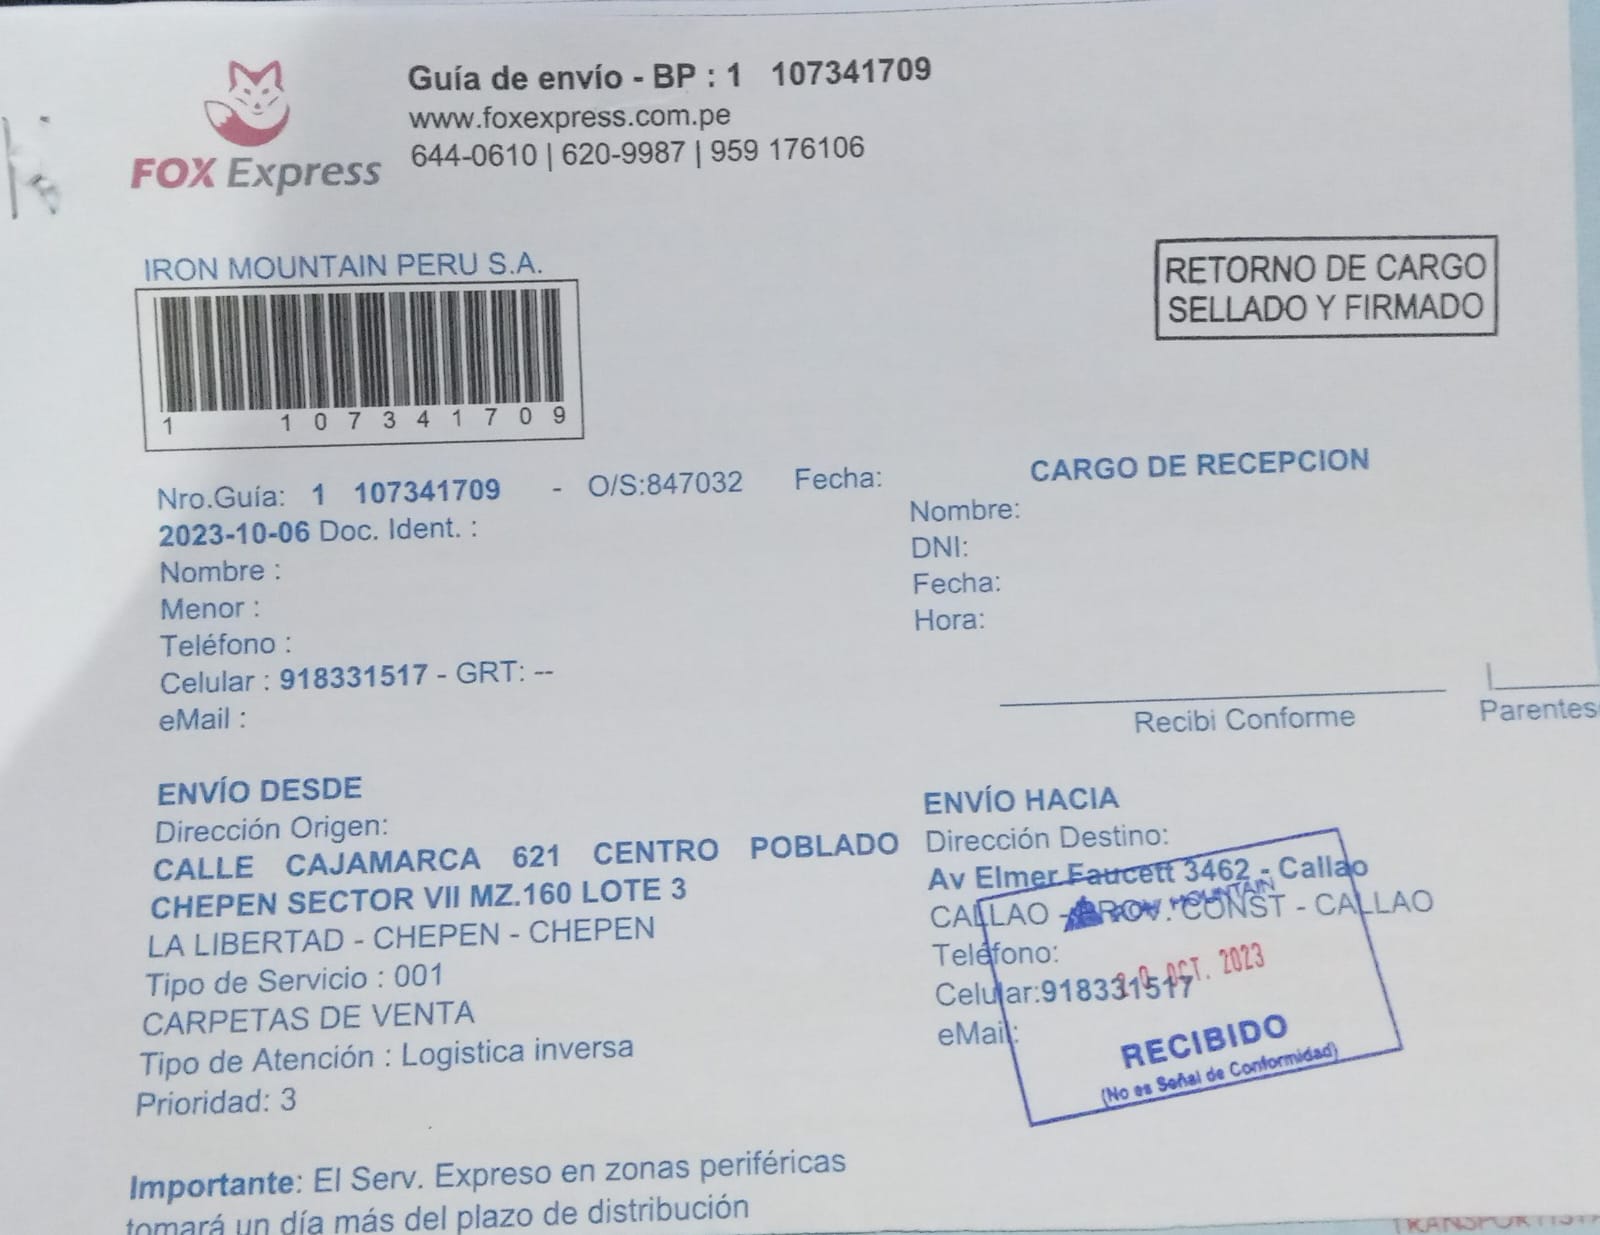 FOX Express
Guía de envío - BP : 1 107341709
www.foxexpress.com.pe
644-0610 | 620-9987 | 959 176106
IRON MOUNTAIN PERU S.A.
1 107341709
RETORNO DE CARGO
SELLADO Y FIRMADO
Nro.Guía: 1 107341709 - O/S:847032 Fecha:
2023-10-06 Doc. Ident. :
Nombre :
Menor :
Teléfono :
Celular : 918331517 - GRT: --
eMail :
CARGO DE RECEPCION
Nombre:
DNI:
Fecha:
Hora:
Recibi Conforme
Parentes
ENVÍO DESDE
Dirección Origen:
CALLE CAJAMARCA 621 CENTRO POBLADO
CHEPEN SECTOR VII MZ.160 LOTE 3
LA LIBERTAD - CHEPEN - CHEPEN
Tipo de Servicio : 001
CARPETAS DE VENTA
Tipo de Atención : Logistica inversa
Prioridad: 3
ENVÍO HACIA
Dirección Destino:
Av Elmer Faucett 3462 - Callao
CALLAO - PROV. CONST - CALLAO
Teléfono:
Celular:918331517
eMail:
MOUNTAIN
OCT. 2023
RECIBIDO
(No es Señal de Conformidad)
Importante: El Serv. Expreso en zonas periféricas
tomará un día más del plazo de distribución
TRANSPORTISTA